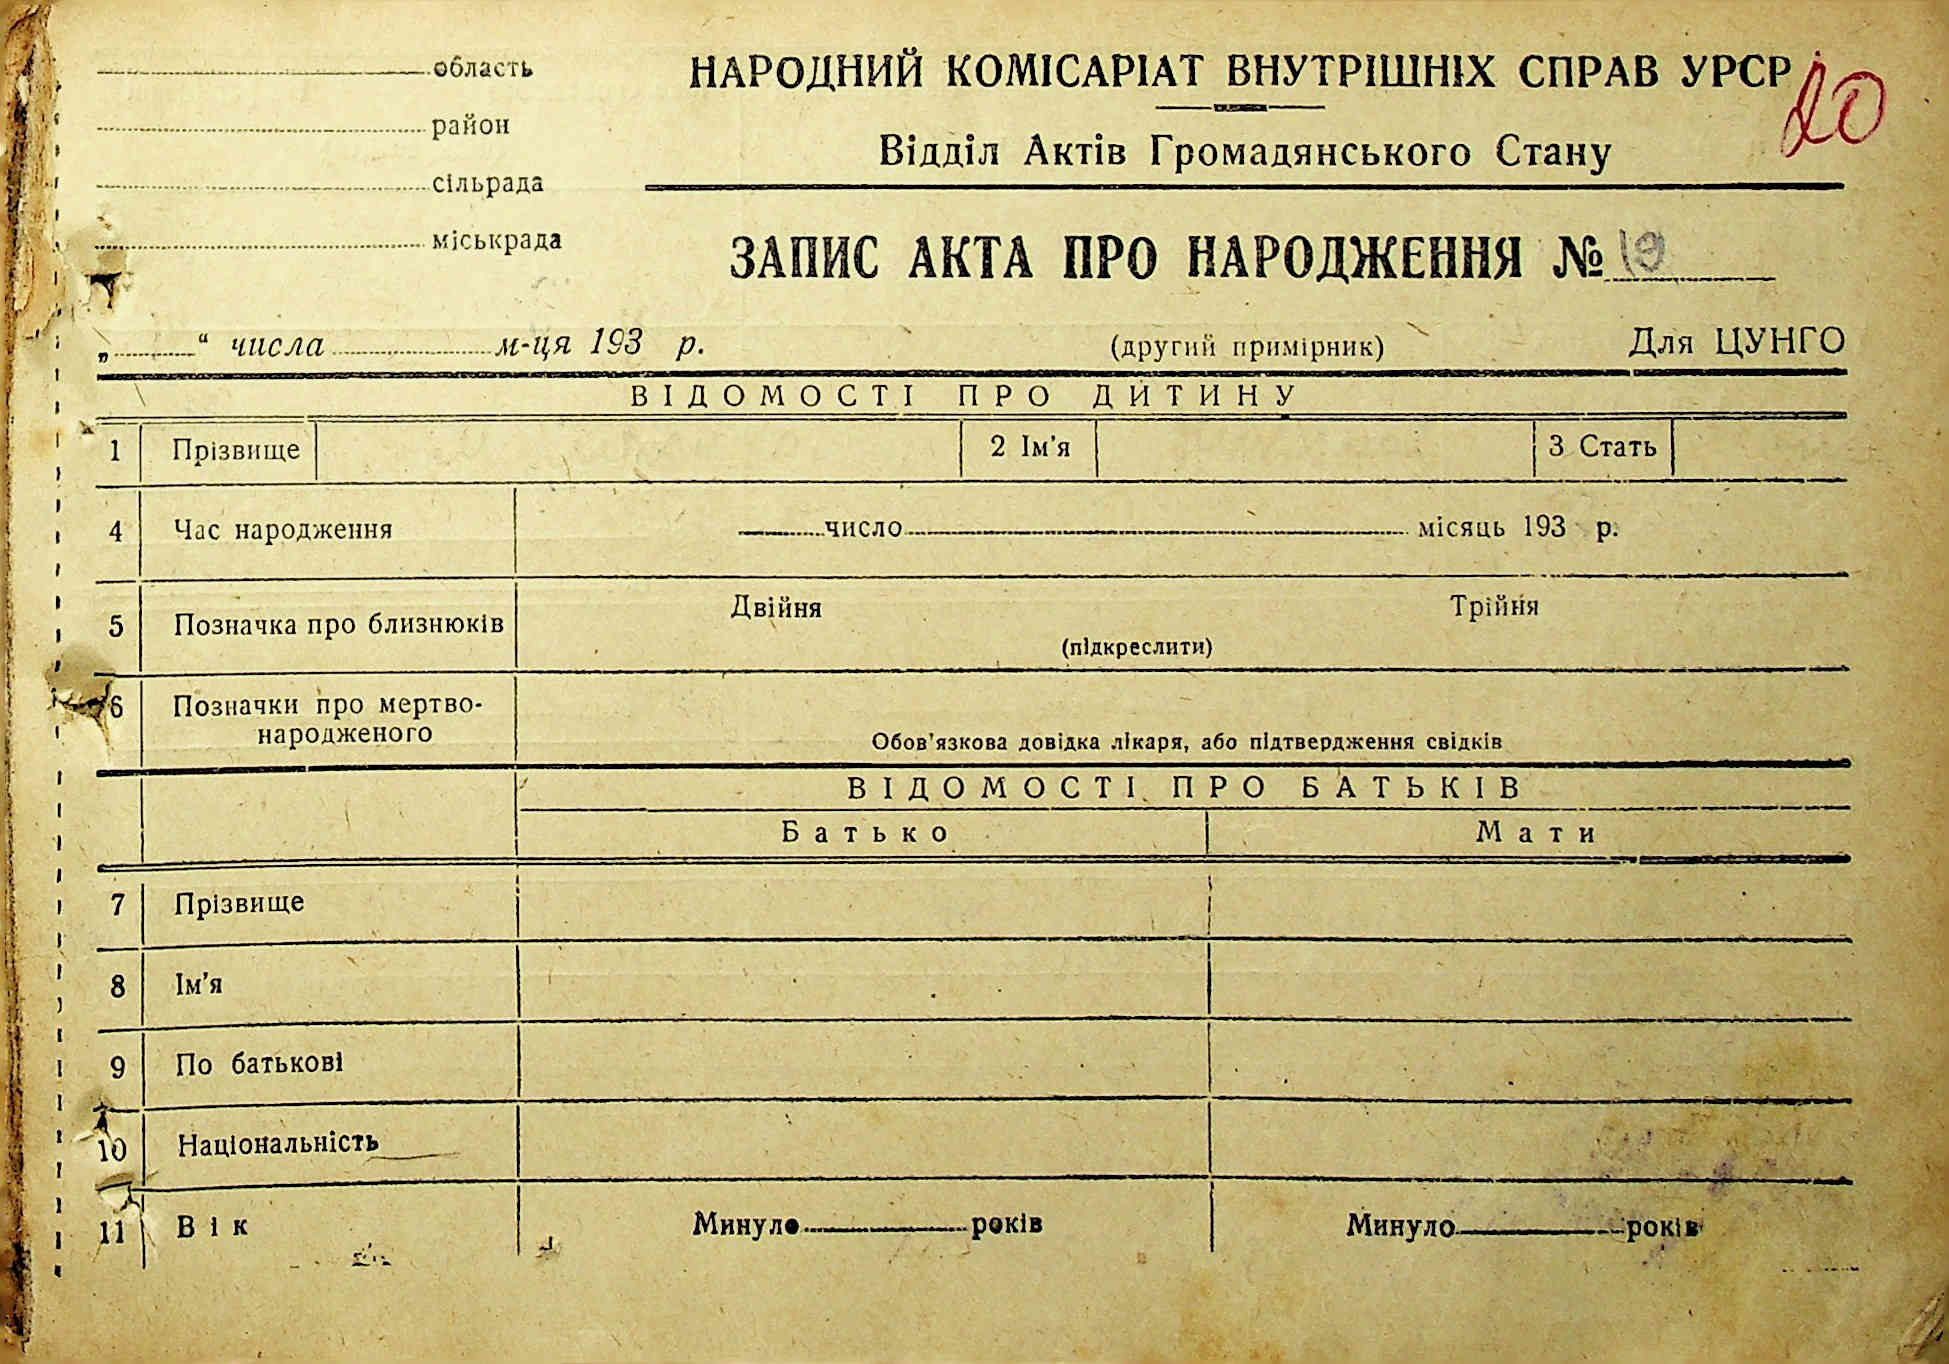 область
район
сільрада
міськрада
НАРОДНИЙ КОМІСАРІАТ ВНУТРІШНІХ СПРАВ УРСР
20
Відділ Актів Громадянського Стану
ЗАПИС АКТА ПРО НАРОДЖЕННЯ №
„ “ числа м-ця 193 р.
(другий примірник)
Для ЦУНГО
ВІДОМОСТІ ПРО ДИТИНУ
1 Прізвище 2 Ім'я 3 Стать
4 Час народження число місяць 193 р.
5 Позначка про близнюків Двійня Трійня
(підкреслити)
6 Позначки про мертво-
народженого
Обов'язкова довідка лікаря, або підтвердження свідків
ВІДОМОСТІ ПРО БАТЬКІВ
Батько Мати
7 Прізвище
8 Ім'я
9 По батькові
10 Національність
11 Вік Минуло років Минуло років